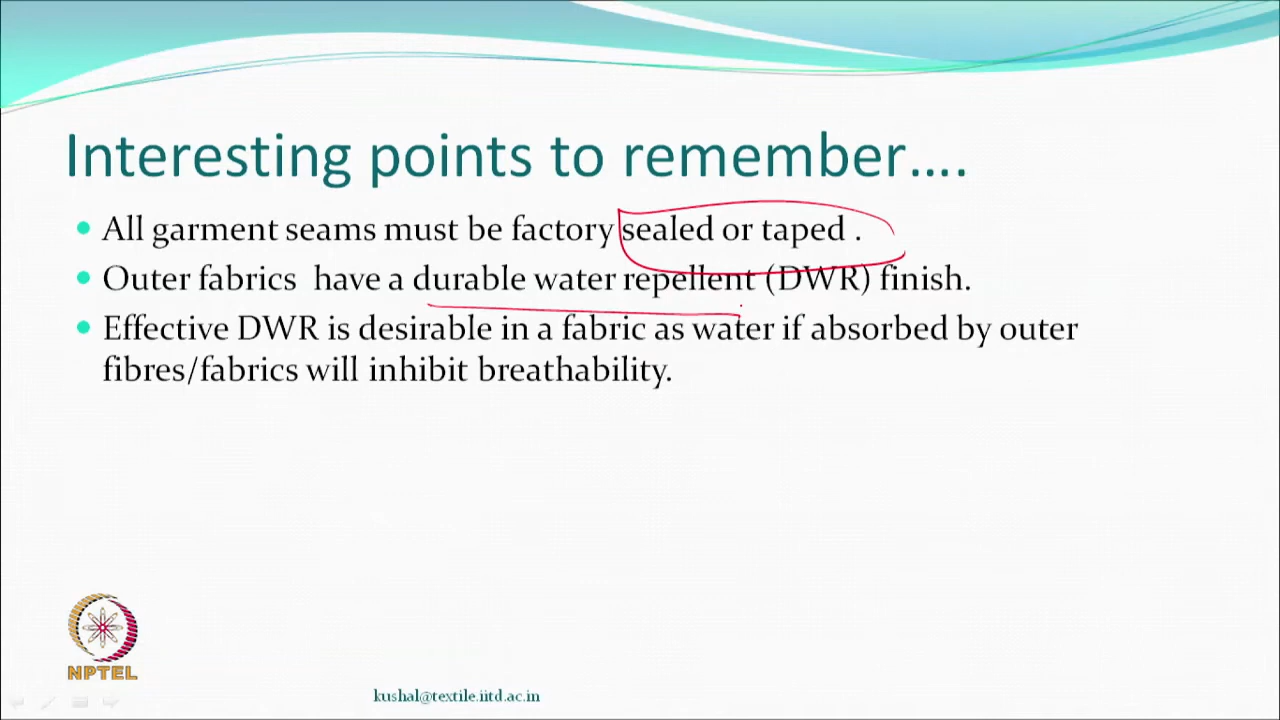 Interesting points to remember….
All garment seams must be factory sealed or taped .
Outer fabrics have a durable water repellent (DWR) finish.
Effective DWR is desirable in a fabric as water if absorbed by outer
fibres/fabrics will inhibit breathability.
NPTEL
kushal@textile.iitd.ac.in